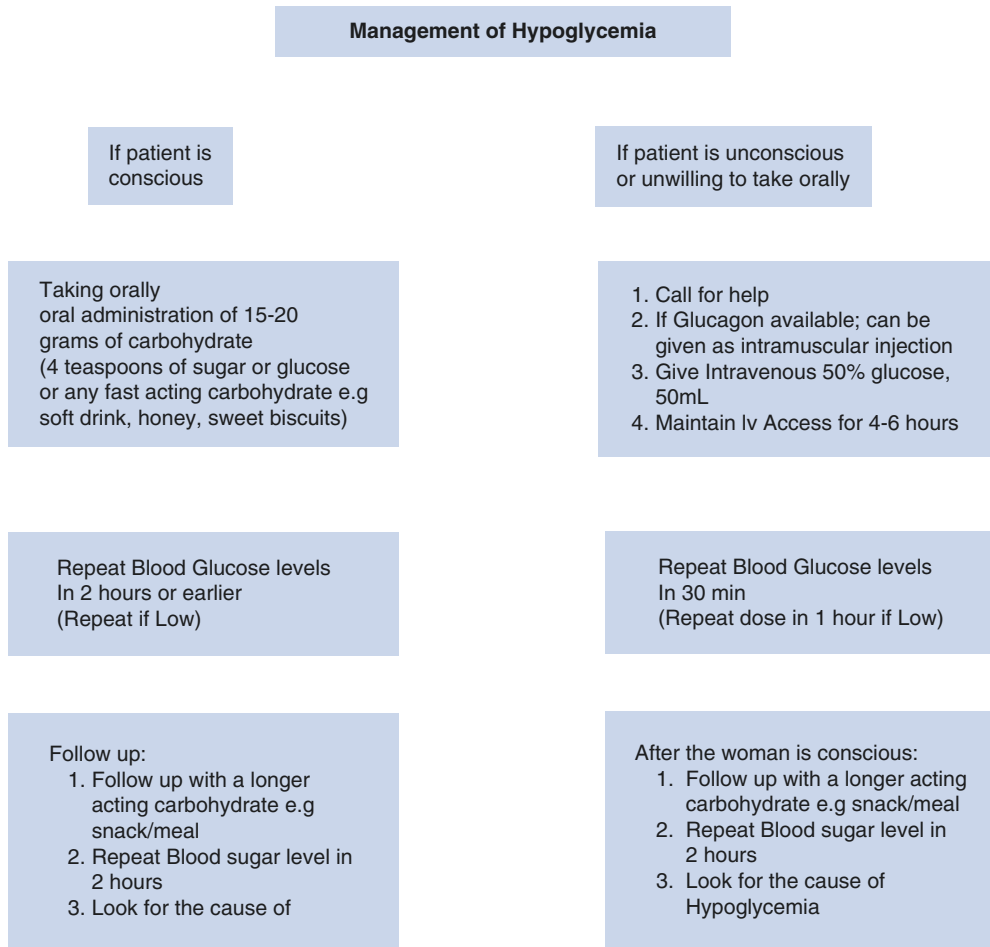 Management of Hypoglycemia
If patient is
conscious
If patient is unconscious
or unwilling to take orally
Taking orally
oral administration of 15-20
grams of carbohydrate
(4 teaspoons of sugar or glucose
or any fast acting carbohydrate e.g
soft drink, honey, sweet biscuits)
1. Call for help
2. If Glucagon available; can be
given as intramuscular injection
3. Give Intravenous 50% glucose,
50mL
4. Maintain Iv Access for 4-6 hours
Repeat Blood Glucose levels
In 2 hours or earlier
(Repeat if Low)
Repeat Blood Glucose levels
In 30 min
(Repeat dose in 1 hour if Low)
Follow up:
1. Follow up with a longer
acting carbohydrate e.g
snack/meal
2. Repeat Blood sugar level in
2 hours
3. Look for the cause of
After the woman is conscious:
1. Follow up with a longer acting
carbohydrate e.g snack/meal
2. Repeat Blood sugar level in
2 hours
3. Look for the cause of
Hypoglycemia